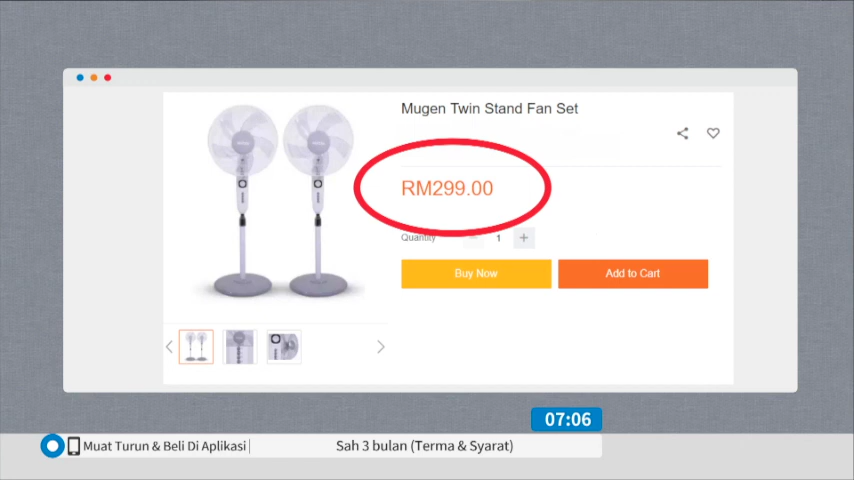 Mugen Twin Stand Fan Set
RM299.00
Quantity 1 +
Buy Now Add to Cart
07:06
Muat Turun & Beli Di Aplikasi Sah 3 bulan (Terma & Syarat)